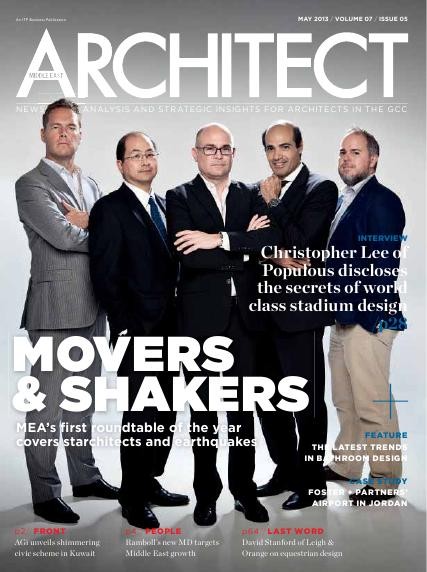 An ITP Business Publication
MAY 2013 / VOLUME 07 / ISSUE 05
ARCHITECT
MIDDLE EAST
NEWS, ANALYSIS AND STRATEGIC INSIGHTS FOR ARCHITECTS IN THE GCC
INTERVIEW
Christopher Lee of
Populous discloses
the secrets of world
class stadium design
/p28
MOVERS
& SHAKERS
MEA's first roundtable of the year
covers starchitects and earthquakes
FEATURE
THE LATEST TRENDS
IN BATHROOM DESIGN
CASE STUDY
FOSTER + PARTNERS'
AIRPORT IN JORDAN
FRONT
AGi unveils shimmering
civic scheme in Kuwait
PEOPLE
Ramboll's new MD targets
Middle East growth
p64 LAST WORD
David Stanford of Leigh &
Orange on equestrian design